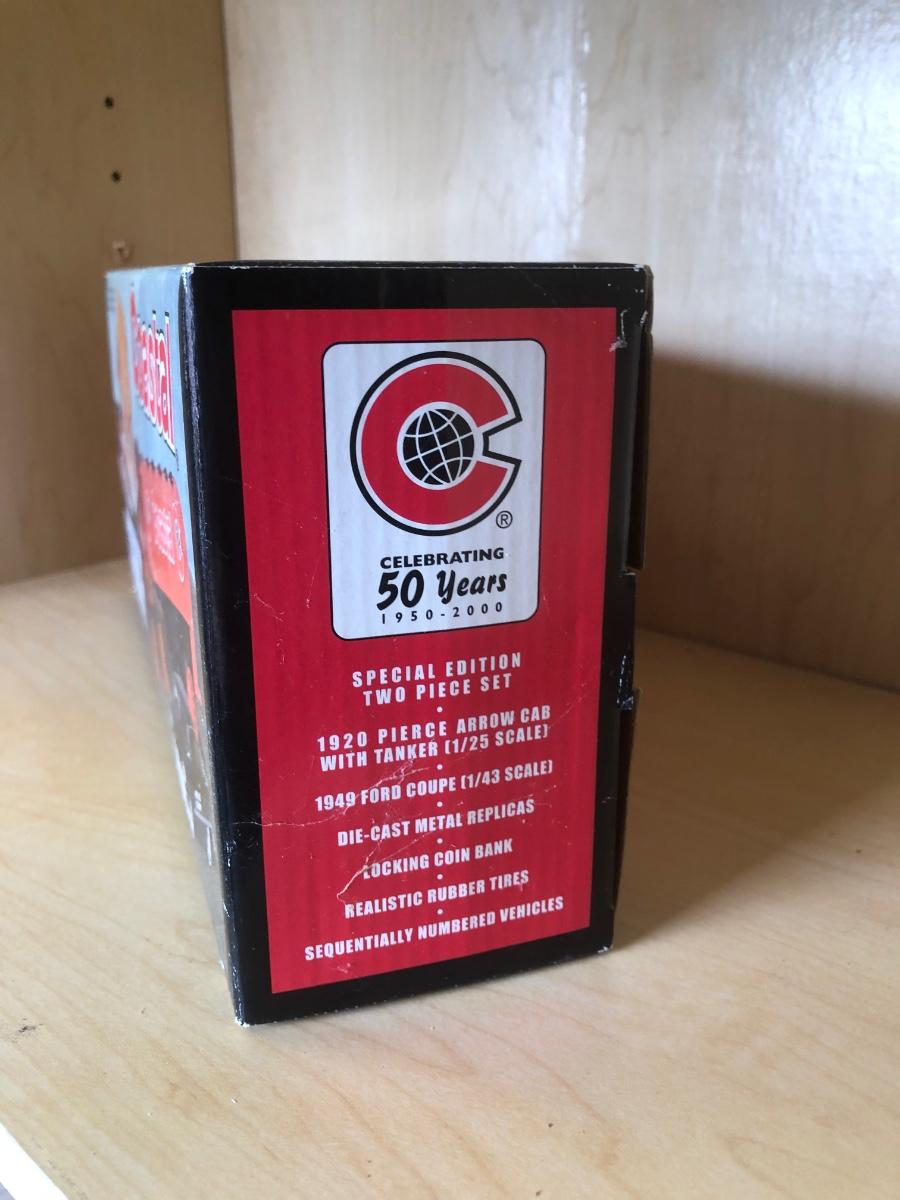 Coastal
®
CELEBRATING
50 Years
1950-2000
SPECIAL EDITION
TWO PIECE SET
•
1920 PIERCE ARROW CAB
WITH TANKER (1/25 SCALE)
•
1949 FORD COUPE (1/43 SCALE)
•
DIE-CAST METAL REPLICAS
•
LOCKING COIN BANK
•
REALISTIC RUBBER TIRES
•
SEQUENTIALLY NUMBERED VEHICLES